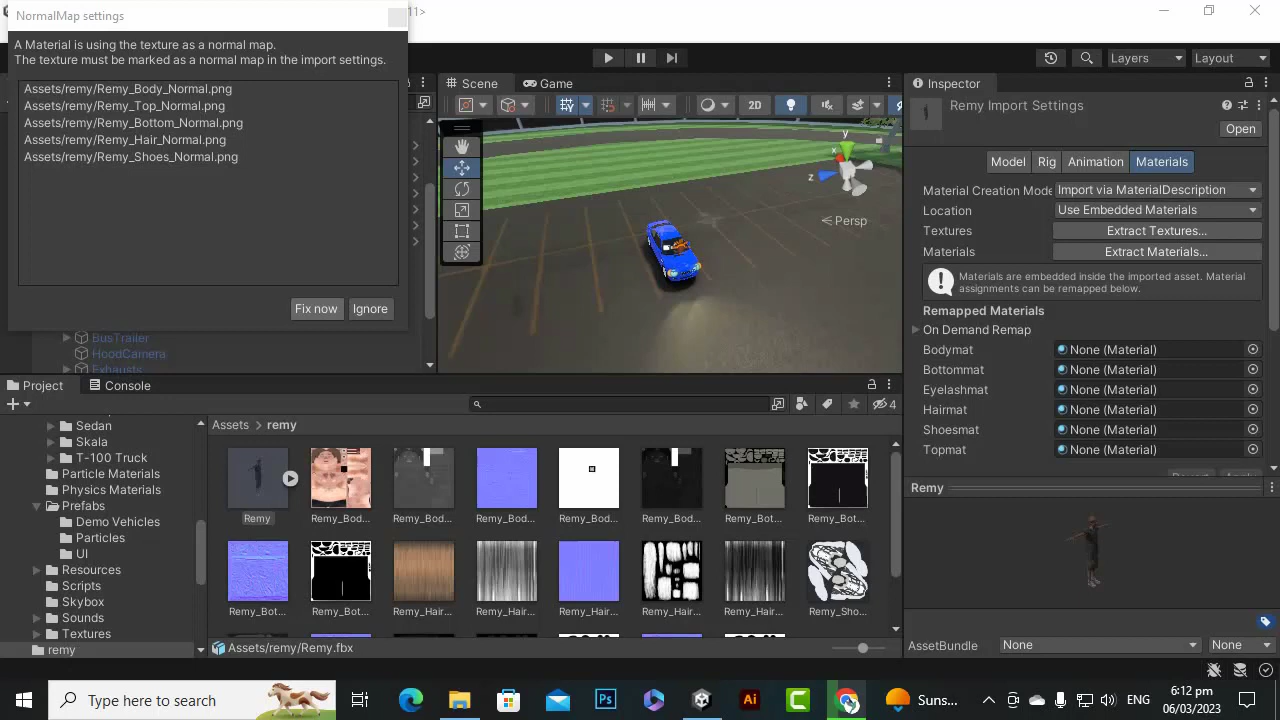 NormalMap settings
11>
A Material is using the texture as a normal map.
The texture must be marked as a normal map in the import settings.
Assets/remy/Remy_Body_Normal.png
Assets/remy/Remy_Top_Normal.png
Assets/remy/Remy_Bottom_Normal.png
Assets/remy/Remy_Hair_Normal.png
Assets/remy/Remy_Shoes_Normal.png
Fix now
Ignore
BusTrailer
HoodCamera
Exhausts
Layers
Layout
Scene
Game
2D
y
x
z
Persp
Inspector
Remy Import Settings
Open
Model
Rig
Animation
Materials
Material Creation Mode
Import via MaterialDescription
Location
Use Embedded Materials
Textures
Extract Textures...
Materials
Extract Materials...
Materials are embedded inside the imported asset. Material
assignments can be remapped below.
Remapped Materials
On Demand Remap
Bodymat
None (Material)
Bottommat
None (Material)
Eyelashmat
None (Material)
Hairmat
None (Material)
Shoesmat
None (Material)
Topmat
None (Material)
Remy
AssetBundle
None
None
Project
Console
4
Sedan
Skala
T-100 Truck
Particle Materials
Physics Materials
Prefabs
Demo Vehicles
Particles
UI
Resources
Scripts
Skybox
Sounds
Textures
remy
Assets > remy
Remy
Remy_Bod...
Remy_Bod...
Remy_Bod...
Remy_Bod...
Remy_Bod...
Remy_Bot...
Remy_Bot...
Remy_Bot...
Remy_Bot...
Remy_Hair...
Remy_Hair...
Remy_Hair...
Remy_Hair...
Remy_Hair...
Remy_Sho...
Assets/remy/Remy.fbx
Type here to search
Ps
Ai
Suns...
ENG
6:12 pm
06/03/2023